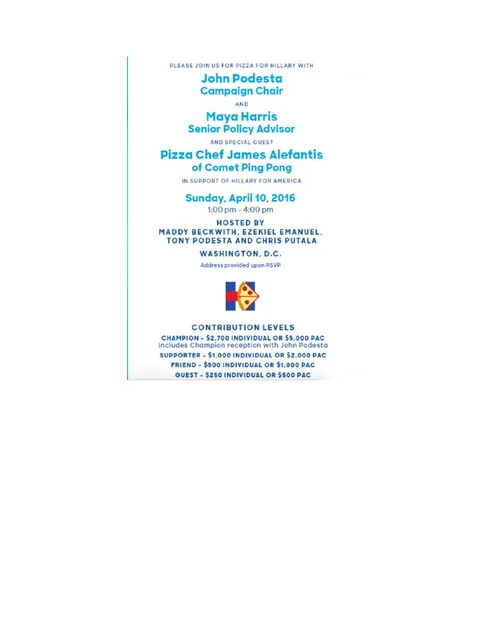 PLEASE JOIN US FOR PIZZA FOR HILLARY WITH
John Podesta
Campaign Chair
AND
Maya Harris
Senior Policy Advisor
AND SPECIAL GUEST
Pizza Chef James Alefantis
of Comet Ping Pong
IN SUPPORT OF HILLARY FOR AMERICA
Sunday, April 10, 2016
1:00 pm - 4:00 pm
HOSTED BY
MADDY BECKWITH, EZEKIEL EMANUEL,
TONY PODESTA AND CHRIS PUTALA
WASHINGTON, D.C.
Address provided upon RSVP
CONTRIBUTION LEVELS
CHAMPION - $2,700 INDIVIDUAL OR $5,000 PAC
Includes Champion reception with John Podesta
SUPPORTER - $1,000 INDIVIDUAL OR $2,000 PAC
FRIEND - $500 INDIVIDUAL OR $1,000 PAC
GUEST - $250 INDIVIDUAL OR $500 PAC